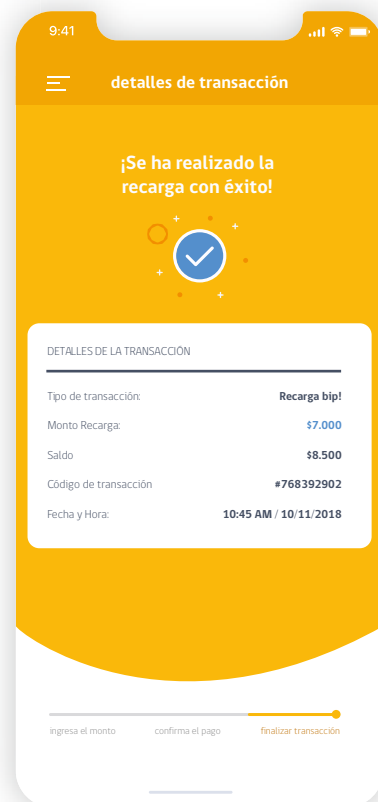 9:41
detalles de transacción
¡Se ha realizado la
recarga con éxito!
DETALLES DE LA TRANSACCIÓN
Tipo de transacción: Recarga bip!
Monto Recarga: $7.000
Saldo $8.500
Código de transacción #768392902
Fecha y Hora: 10:45 AM / 10/11/2018
ingresa el monto confirma el pago finalizar transacción